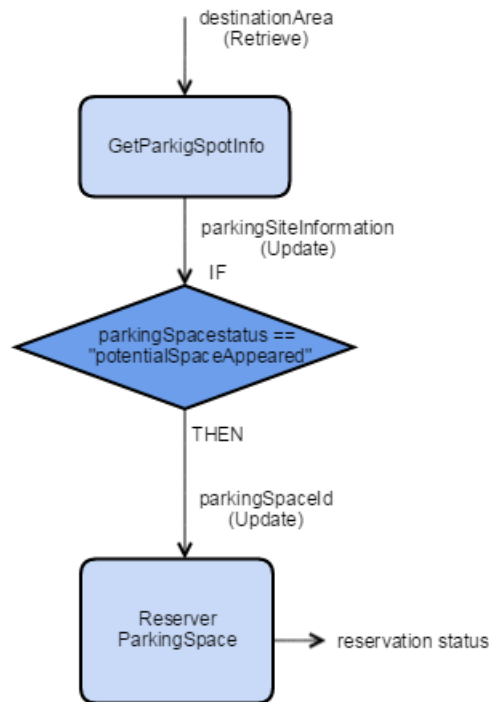 destinationArea
(Retrieve)
GetParkigSpotInfo
parkingSiteInformation
(Update)
IF
parkingSpacestatus ==
"potentialSpaceAppeared"
THEN
parkingSpaceId
(Update)
Reserver
ParkingSpace
reservation status